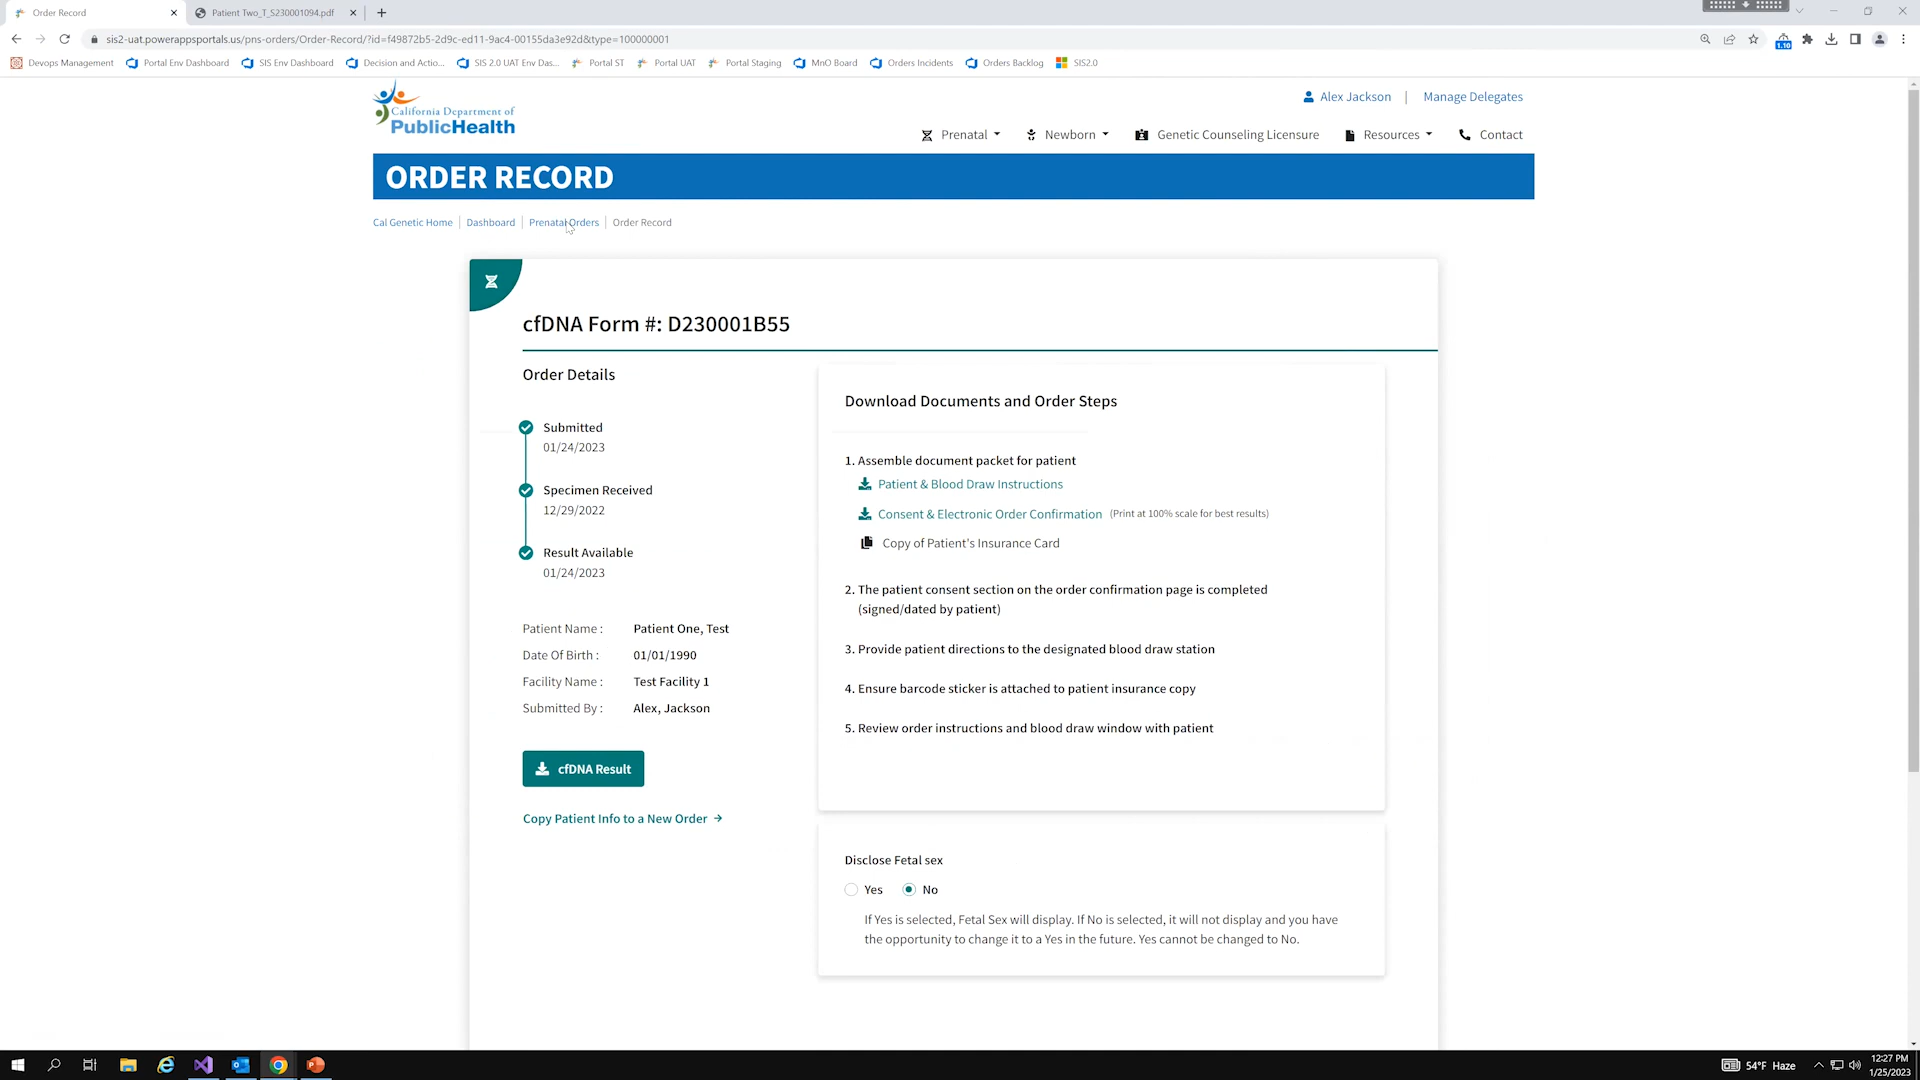 Order Record
Patient Two_T_S230001094.pdf
sis2-uat.powerappsportals.us/pns-orders/Order-Record/?id=f49872b5-2d9c-ed11-9ac4-00155da3e92d&type=100000001
1.10
Devops Management
Portal Env Dashboard
SIS Env Dashboard
Decision and Actio...
SIS 2.0 UAT Env Das...
Portal ST
Portal UAT
Portal Staging
MnO Board
Orders Incidents
Orders Backlog
SIS2.0
California Department of
PublicHealth
Alex Jackson | Manage Delegates
Prenatal
Newborn
Genetic Counseling Licensure
Resources
Contact
ORDER RECORD
Cal Genetic Home | Dashboard | Prenatal Orders | Order Record
cfDNA Form #: D230001B55
Order Details
Submitted
01/24/2023
Specimen Received
12/29/2022
Result Available
01/24/2023
Patient Name : Patient One, Test
Date Of Birth : 01/01/1990
Facility Name : Test Facility 1
Submitted By : Alex, Jackson
cfDNA Result
Copy Patient Info to a New Order
Download Documents and Order Steps
1. Assemble document packet for patient
Patient & Blood Draw Instructions
Consent & Electronic Order Confirmation (Print at 100% scale for best results)
Copy of Patient's Insurance Card
2. The patient consent section on the order confirmation page is completed
(signed/dated by patient)
3. Provide patient directions to the designated blood draw station
4. Ensure barcode sticker is attached to patient insurance copy
5. Review order instructions and blood draw window with patient
Disclose Fetal sex
Yes No
If Yes is selected, Fetal Sex will display. If No is selected, it will not display and you have
the opportunity to change it to a Yes in the future. Yes cannot be changed to No.
54°F Haze
12:27 PM
1/25/2023